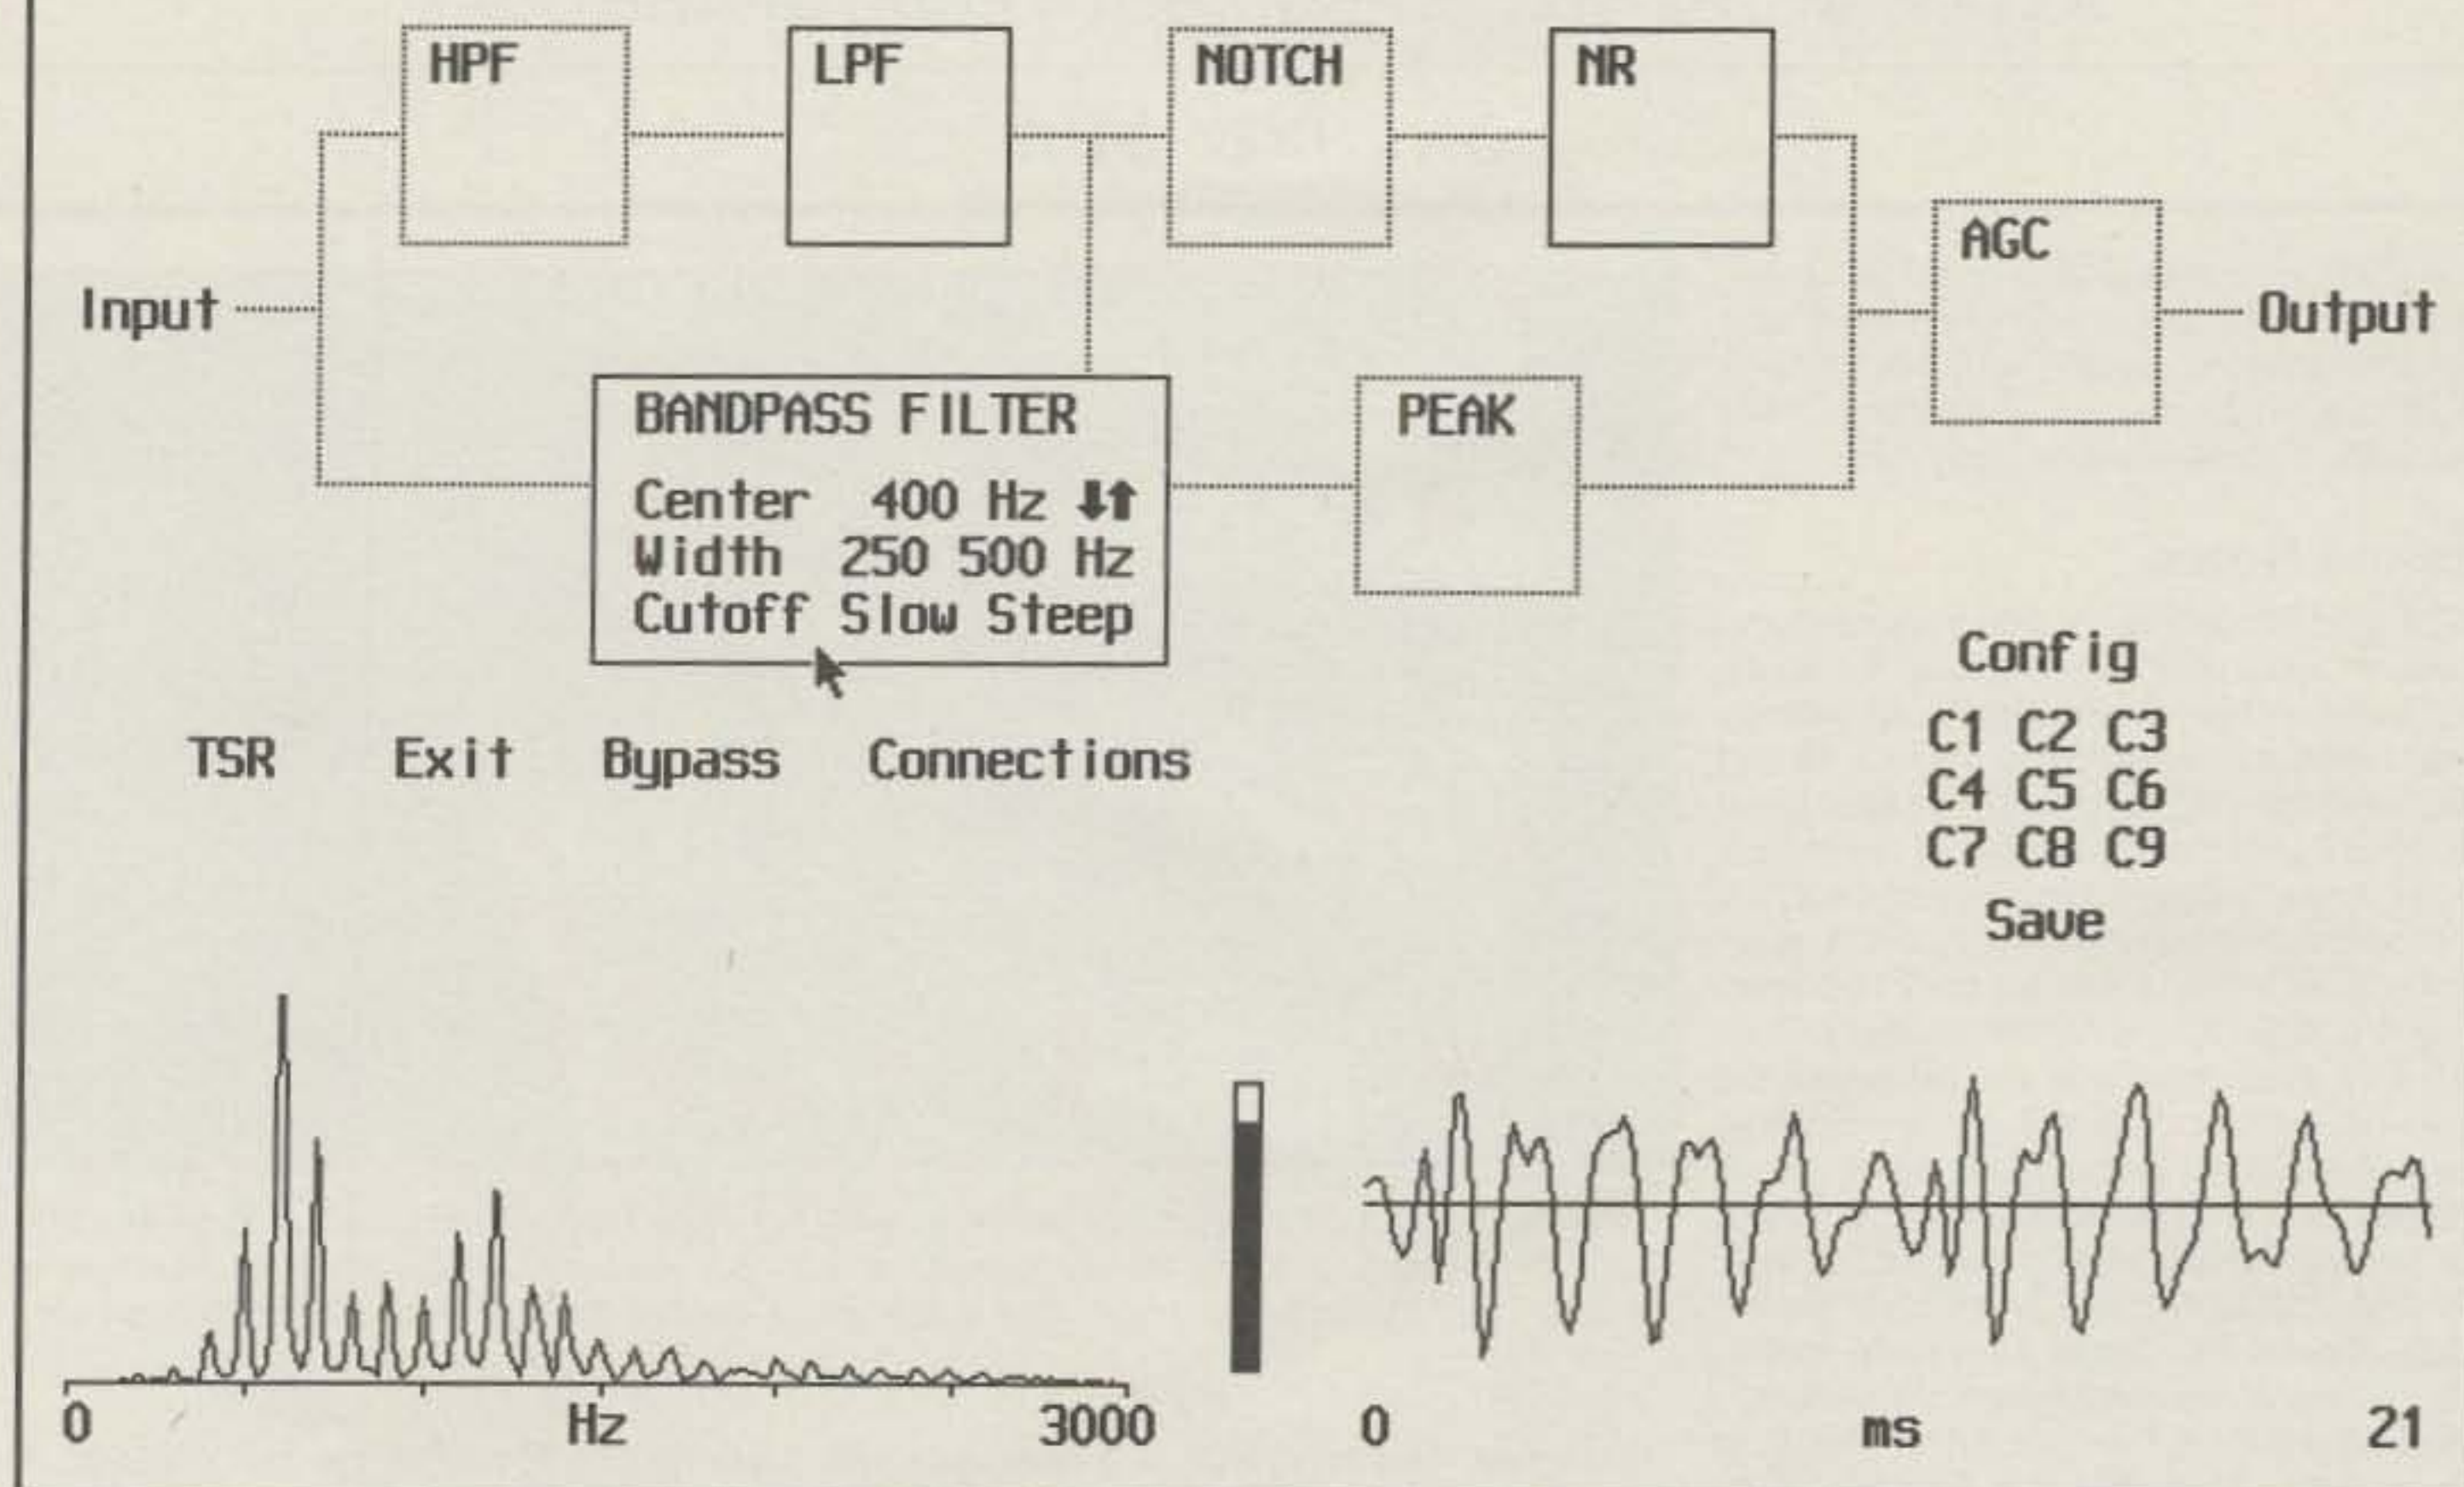 HPF
LPF
NOTCH
NR
AGC
Input
Output
BANDPASS FILTER
Center 400 Hz ⬇⬆
Width 250 500 Hz
Cutoff Slow Steep
PEAK
TSR Exit Bypass Connections
Config
C1 C2 C3
C4 C5 C6
C7 C8 C9
Save
0 Hz 3000
0 ms 21